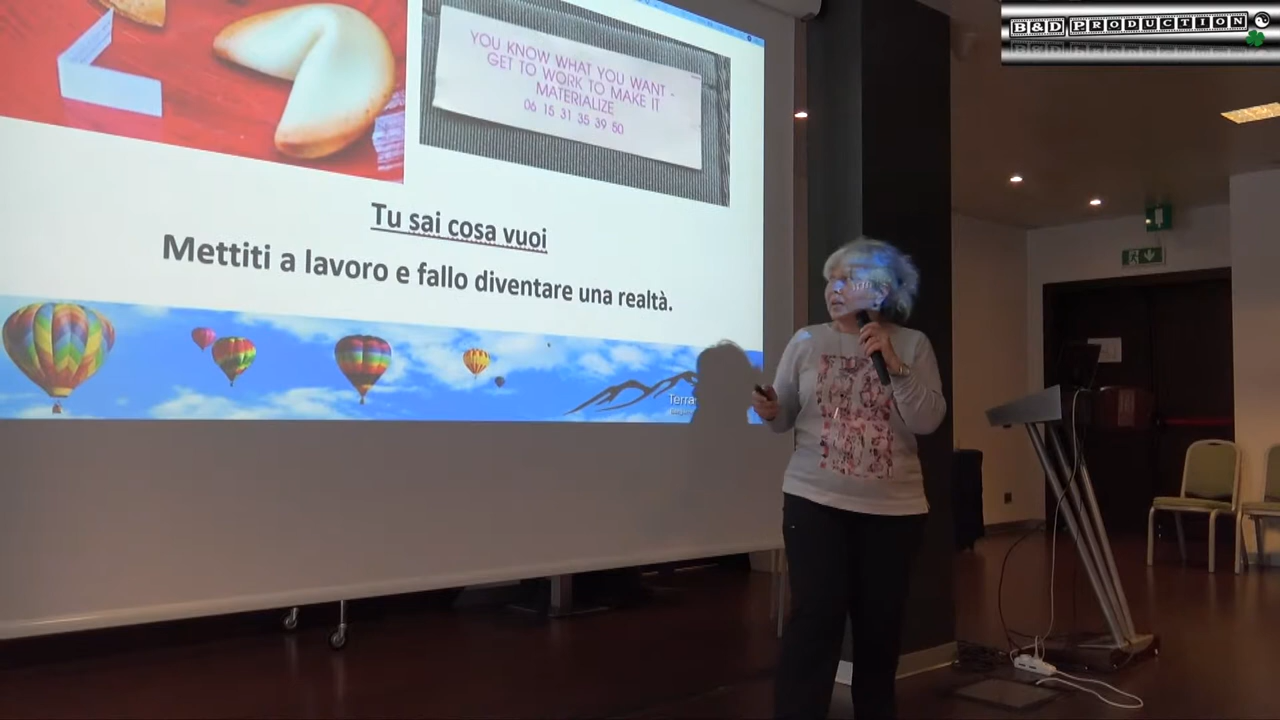 B&D PRODUCTION
YOU KNOW WHAT YOU WANT -
GET TO WORK TO MAKE IT
MATERIALIZE
06 15 31 35 39 50
Tu sai cosa vuoi
Mettiti a lavoro e fallo diventare una realtà.
Terra